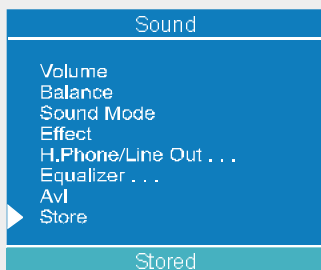 Sound
Volume
Balance
Sound Mode
Effect
H.Phone/Line Out . . .
Equalizer . . .
Avl
Store
Stored